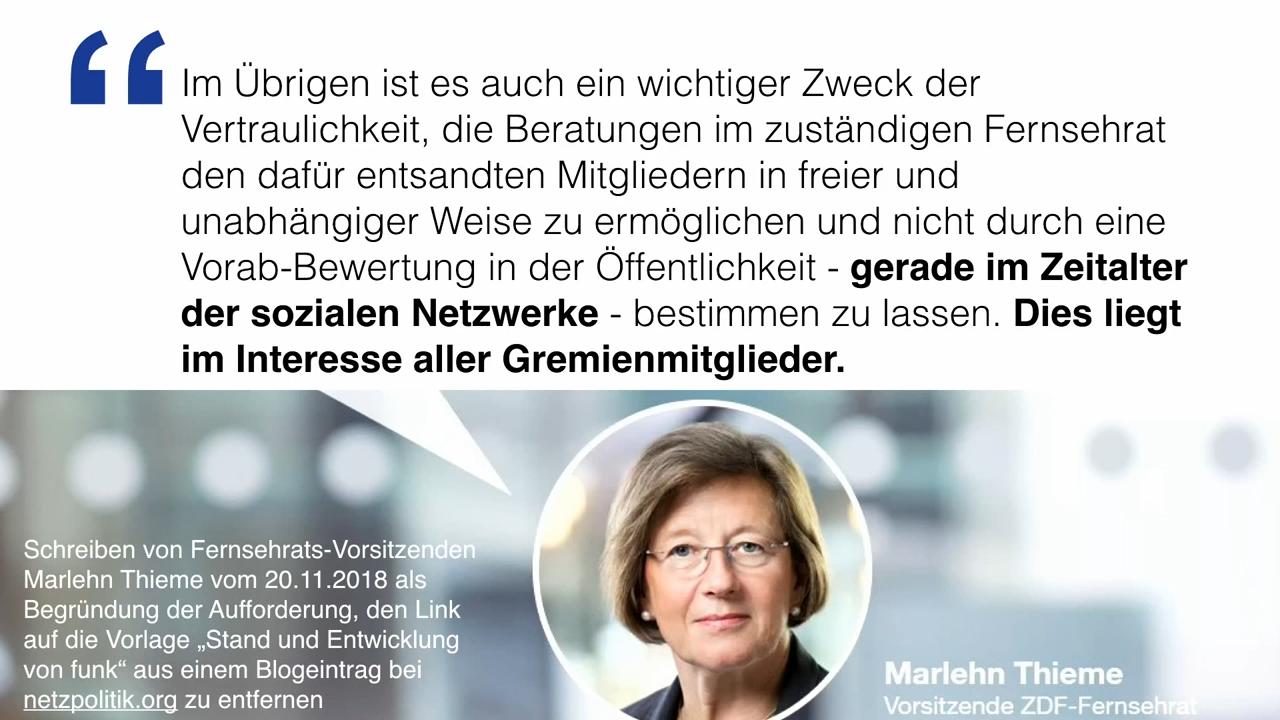 “ Im Übrigen ist es auch ein wichtiger Zweck der
Vertraulichkeit, die Beratungen im zuständigen Fernsehrat
den dafür entsandten Mitgliedern in freier und
unabhängiger Weise zu ermöglichen und nicht durch eine
Vorab-Bewertung in der Öffentlichkeit - gerade im Zeitalter
der sozialen Netzwerke - bestimmen zu lassen. Dies liegt
im Interesse aller Gremienmitglieder.
Schreiben von Fernsehrats-Vorsitzenden
Marlehn Thieme vom 20.11.2018 als
Begründung der Aufforderung, den Link
auf die Vorlage „Stand und Entwicklung
von funk“ aus einem Blogeintrag bei
netzpolitik.org zu entfernen
Marlehn Thieme
Vorsitzende ZDF-Fernsehrat